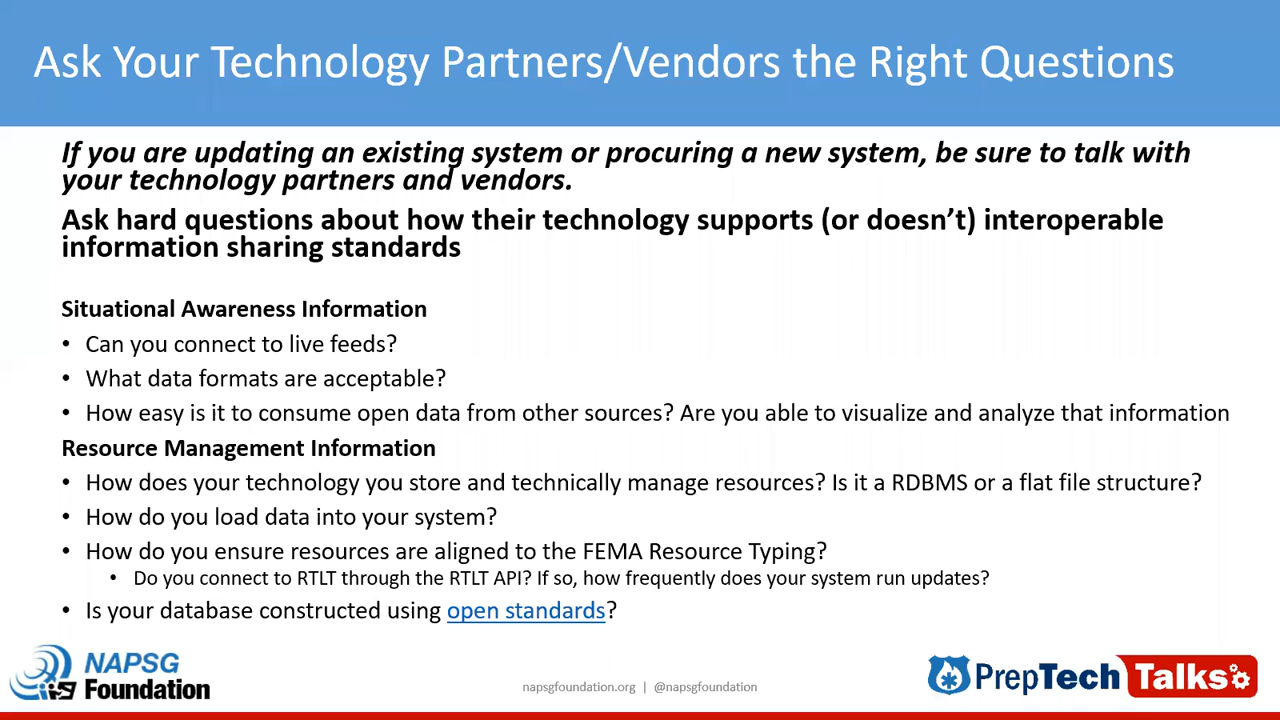 Ask Your Technology Partners/Vendors the Right Questions
If you are updating an existing system or procuring a new system, be sure to talk with
your technology partners and vendors.
Ask hard questions about how their technology supports (or doesn’t) interoperable
information sharing standards
Situational Awareness Information
• Can you connect to live feeds?
• What data formats are acceptable?
• How easy is it to consume open data from other sources? Are you able to visualize and analyze that information
Resource Management Information
• How does your technology you store and technically manage resources? Is it a RDBMS or a flat file structure?
• How do you load data into your system?
• How do you ensure resources are aligned to the FEMA Resource Typing?
• Do you connect to RTLT through the RTLT API? If so, how frequently does your system run updates?
• Is your database constructed using open standards?
NAPSG
Foundation
napsgfoundation.org | @napsgfoundation
PrepTech Talks